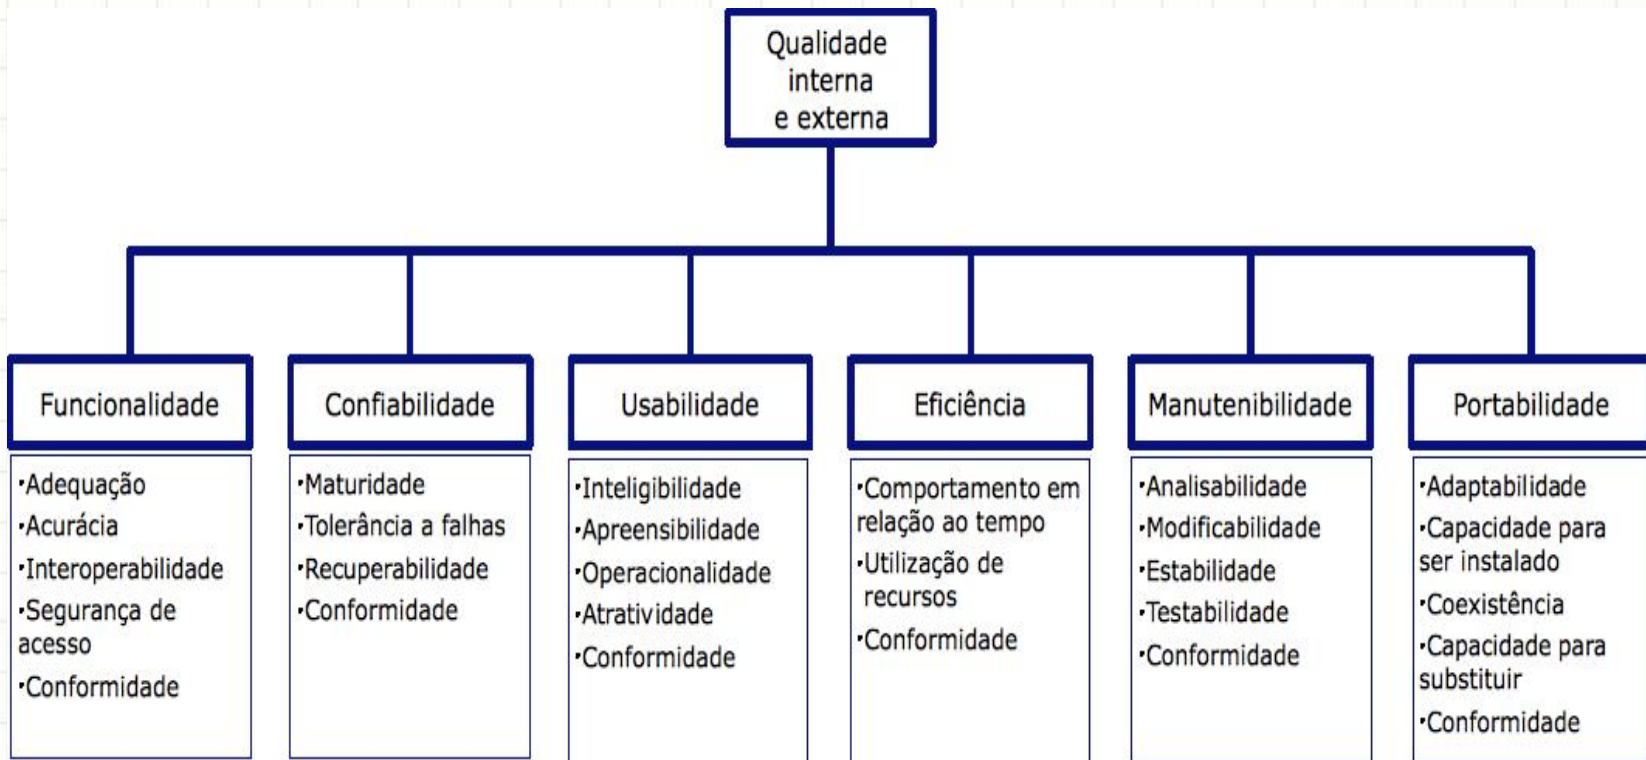 Qualidade
interna
e externa
Funcionalidade
·Adequação
·Acurácia
·Interoperabilidade
·Segurança de
acesso
·Conformidade
Confiabilidade
·Maturidade
·Tolerância a falhas
·Recuperabilidade
·Conformidade
Usabilidade
·Inteligibilidade
·Apreensibilidade
·Operacionalidade
·Atratividade
·Conformidade
Eficiência
·Comportamento em
relação ao tempo
·Utilização de
recursos
·Conformidade
Manutenibilidade
·Analisabilidade
·Modificabilidade
·Estabilidade
·Testabilidade
·Conformidade
Portabilidade
·Adaptabilidade
·Capacidade para
ser instalado
·Coexistência
·Capacidade para
substituir
·Conformidade